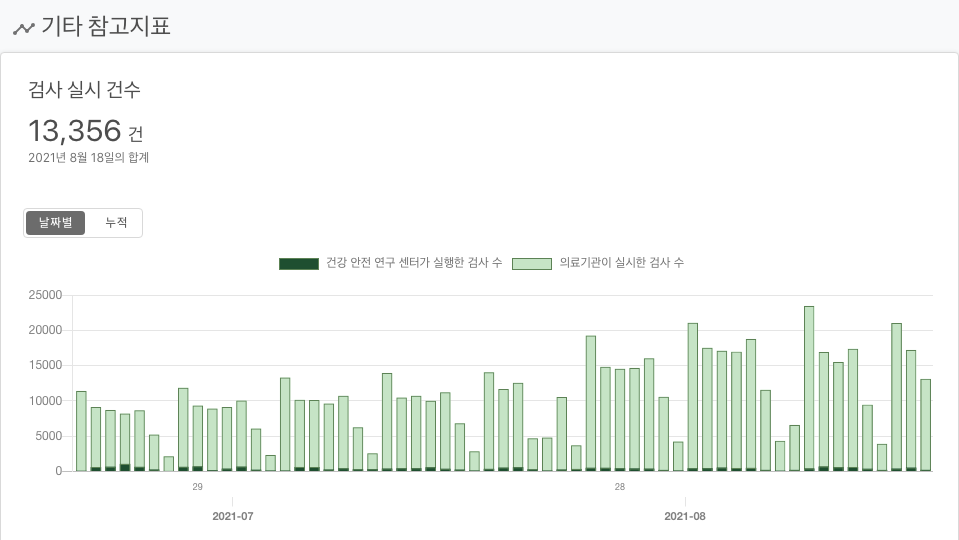 기타 참고지표
검사 실시 건수
13,356 건
2021년 8월 18일의 합계
날짜별 누적
건강 안전 연구 센터가 실행한 검사 수 의료기관이 실시한 검사 수
25000
20000
15000
10000
5000
0
29 28
2021-07 2021-08